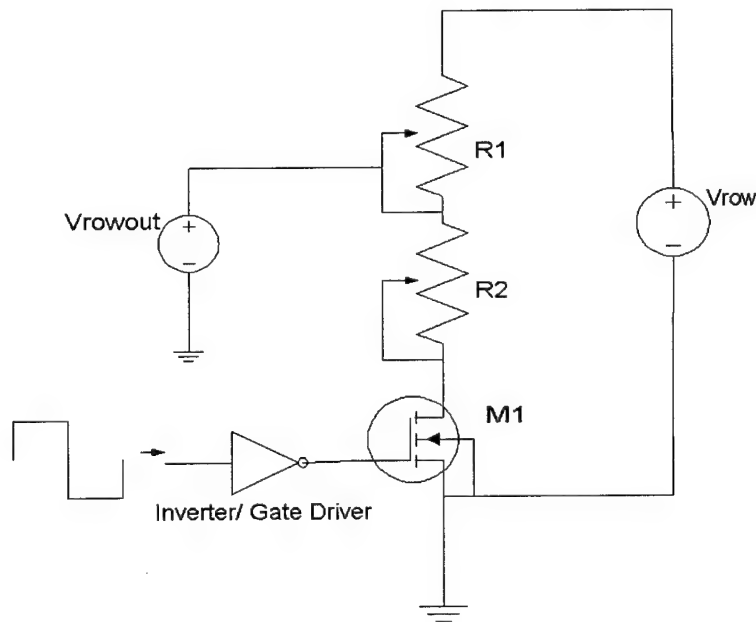 R1
Vrowout
+
−
Vrow
+
−
R2
M1
Inverter/ Gate Driver